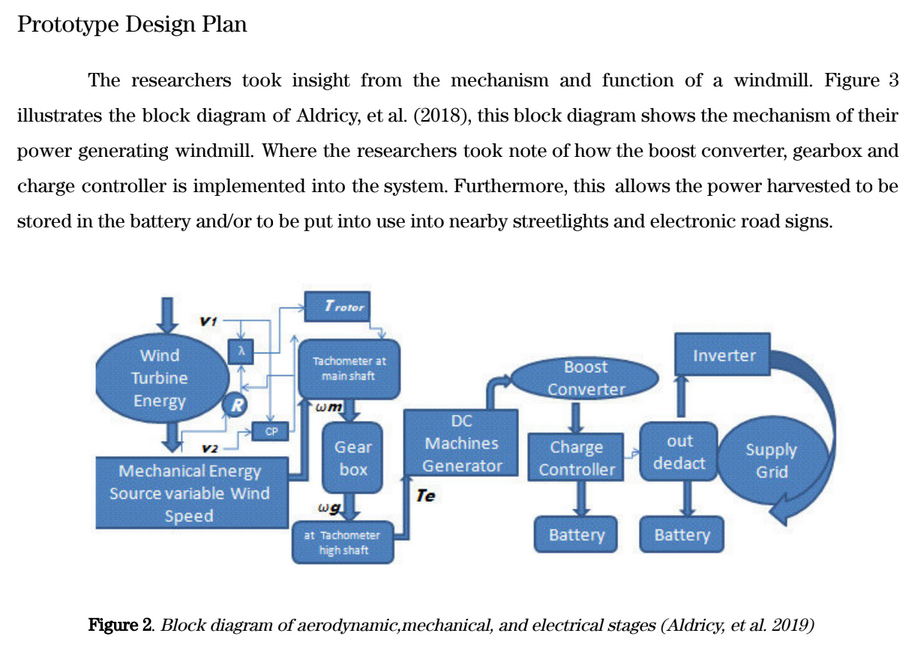 Prototype Design Plan
The researchers took insight from the mechanism and function of a windmill. Figure 3
illustrates the block diagram of Aldricy, et al. (2018), this block diagram shows the mechanism of their
power generating windmill. Where the researchers took note of how the boost converter, gearbox and
charge controller is implemented into the system. Furthermore, this allows the power harvested to be
stored in the battery and/or to be put into use into nearby streetlights and electronic road signs.
V1
T rotor
Wind
Turbine
Energy
λ
R
CP
V2
Mechanical Energy
Source variable Wind
Speed
Tachometer at
main shaft
ωm
Gear
box
ωg
at Tachometer
high shaft
Te
DC
Machines
Generator
Boost
Converter
Charge
Controller
Battery
out
dedact
Battery
Inverter
Supply
Grid
Figure 2. Block diagram of aerodynamic,mechanical, and electrical stages (Aldricy, et al. 2019)